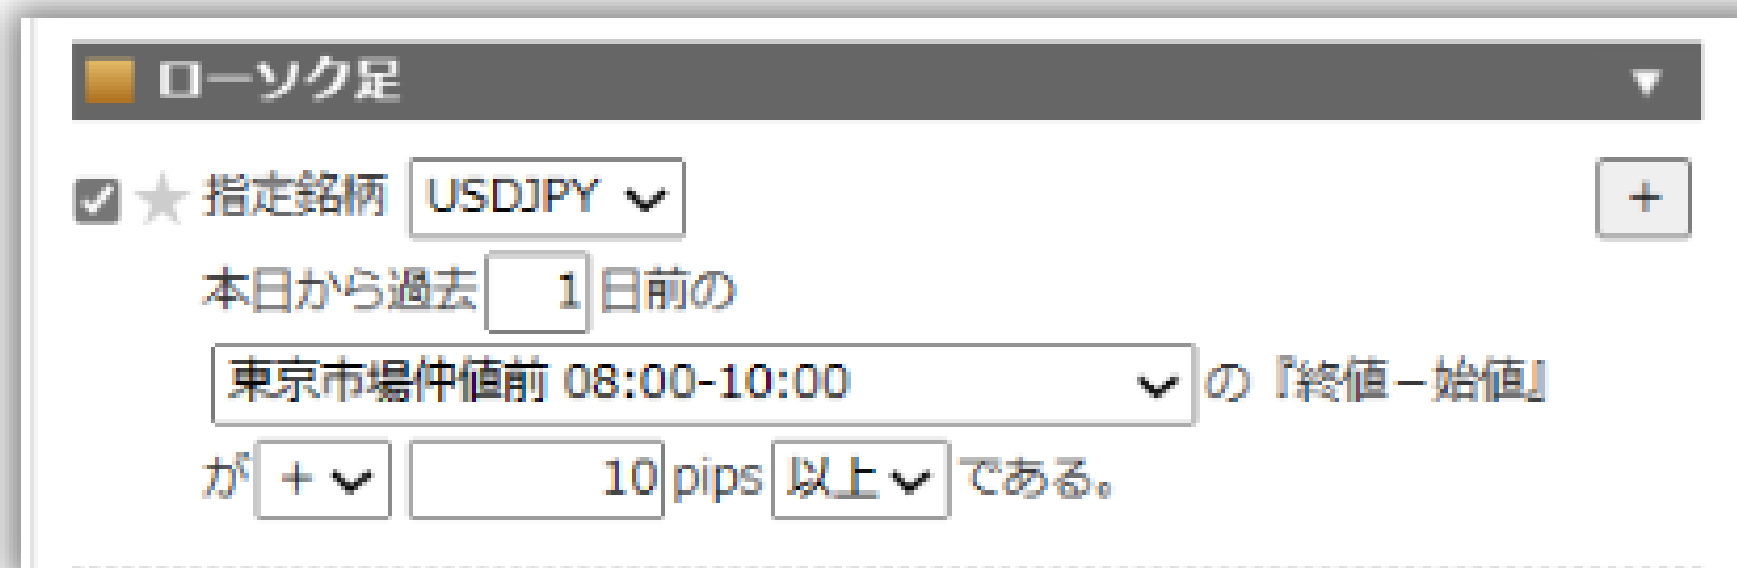 ローソク足 ▼
指定銘柄 USDJPY +
本日から過去 1 日前の
東京市場仲値前 08:00-10:00 の『終値－始値』
が + 10 pips 以上 である。